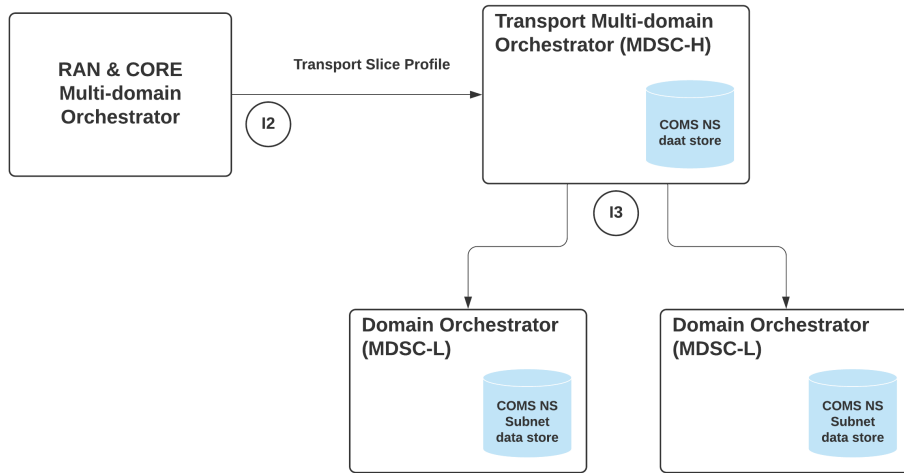 Transport Multi-domain
Orchestrator (MDSC-H)
RAN & CORE
Multi-domain
Orchestrator
Transport Slice Profile
I2
COMS NS
daat store
I3
Domain Orchestrator
(MDSC-L)
COMS NS
Subnet
data store
Domain Orchestrator
(MDSC-L)
COMS NS
Subnet
data store